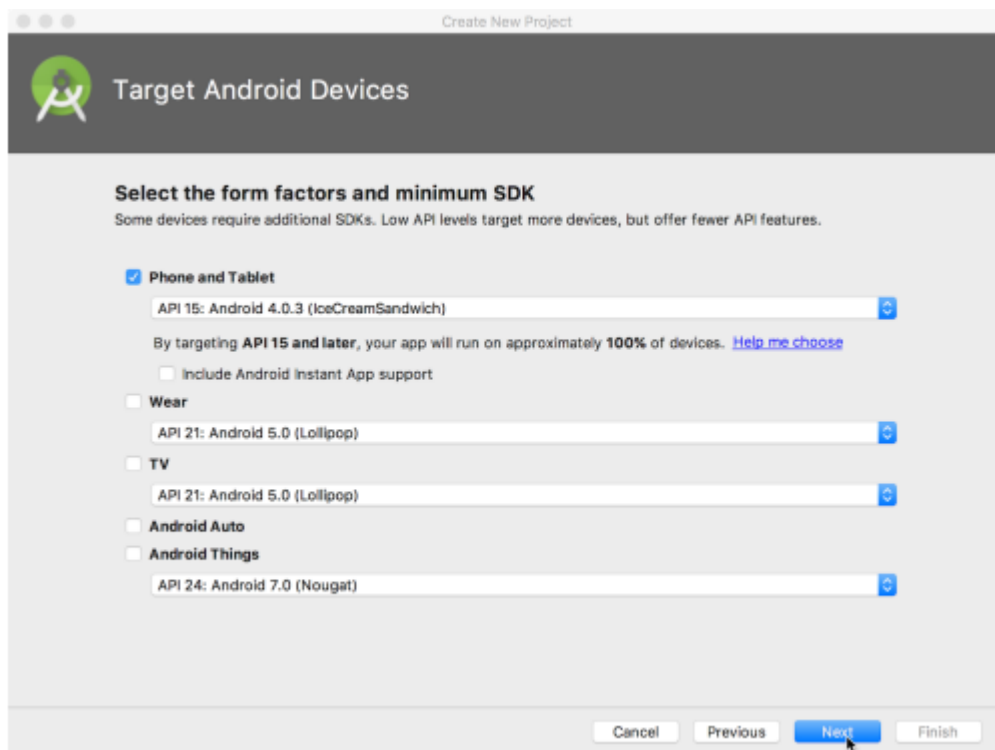 Create New Project
Target Android Devices
Select the form factors and minimum SDK
Some devices require additional SDKs. Low API levels target more devices, but offer fewer API features.
Phone and Tablet
API 15: Android 4.0.3 (IceCreamSandwich)
By targeting API 15 and later, your app will run on approximately 100% of devices. Help me choose
Include Android Instant App support
Wear
API 21: Android 5.0 (Lollipop)
TV
API 21: Android 5.0 (Lollipop)
Android Auto
Android Things
API 24: Android 7.0 (Nougat)
Cancel Previous Next Finish